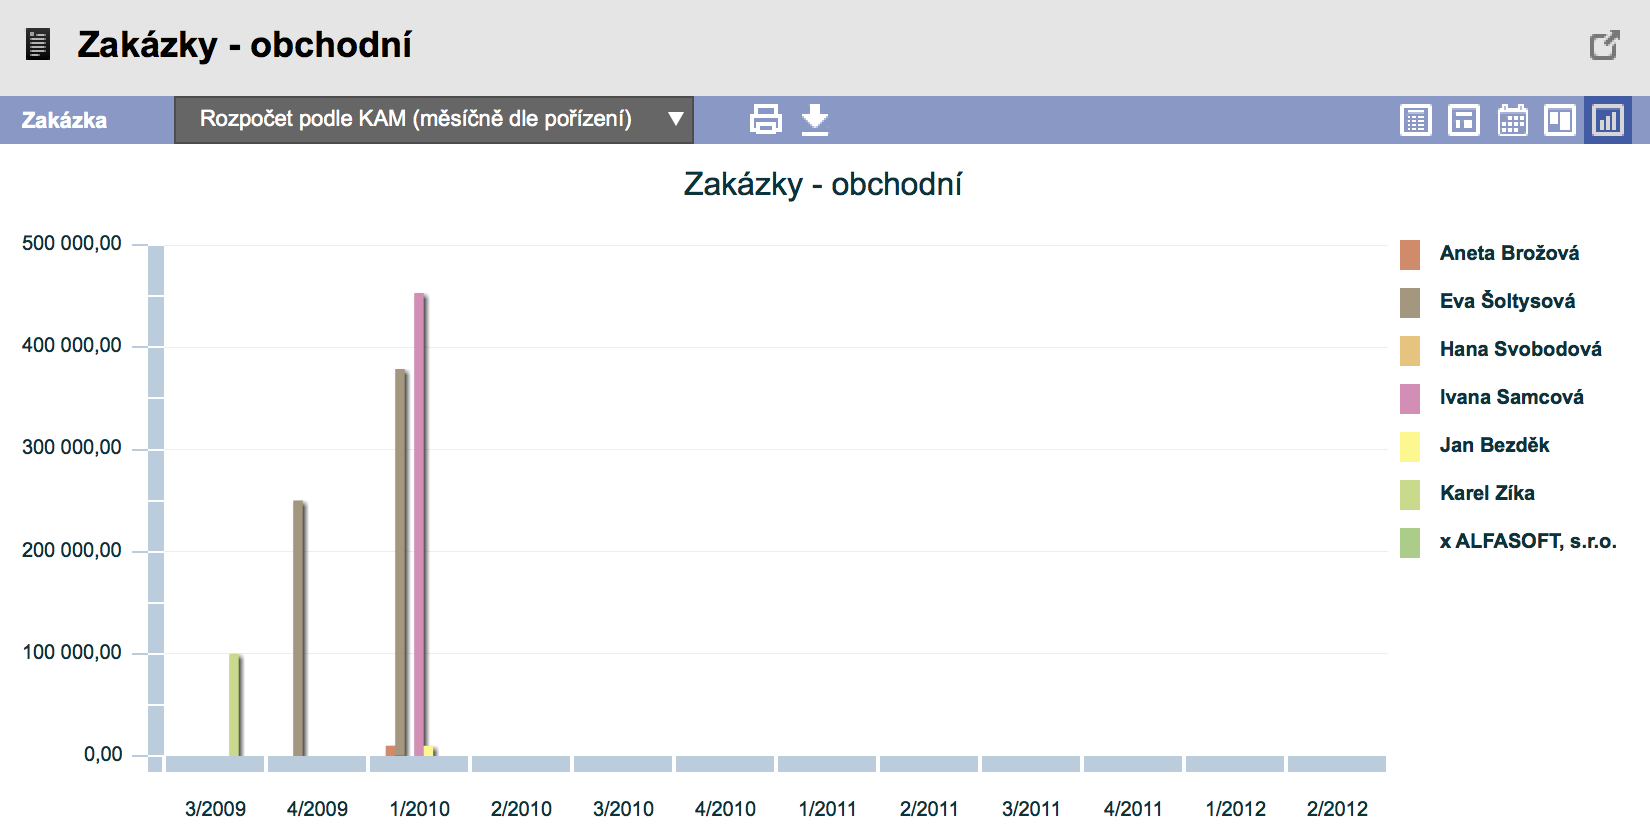 Zakázky - obchodní
Zakázka
Rozpočet podle KAM (měsíčně dle pořízení)
Zakázky - obchodní
500 000,00
400 000,00
300 000,00
200 000,00
100 000,00
0,00
3/2009 4/2009 1/2010 2/2010 3/2010 4/2010 1/2011 2/2011 3/2011 4/2011 1/2012 2/2012
Aneta Brožová
Eva Šoltysová
Hana Svobodová
Ivana Samcová
Jan Bezděk
Karel Zíka
x ALFASOFT, s.r.o.